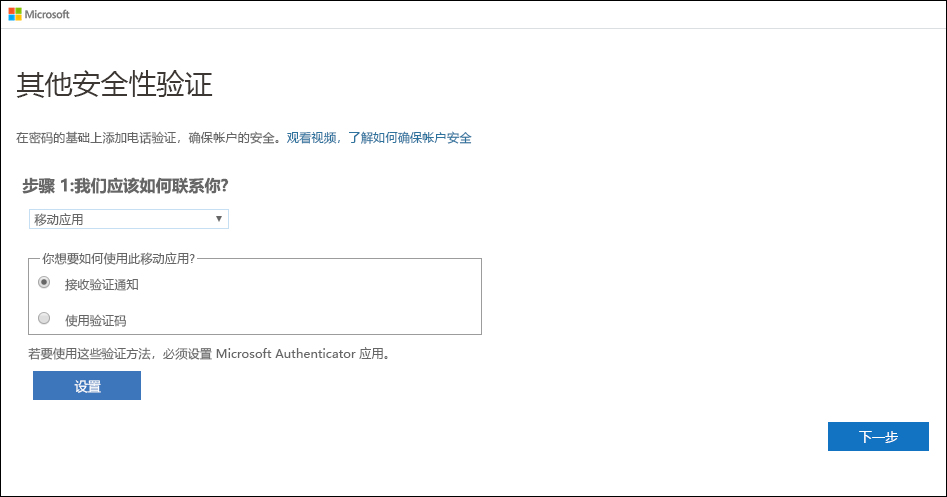 Microsoft
其他安全性验证
在密码的基础上添加电话验证，确保帐户的安全。观看视频，了解如何确保帐户安全
步骤 1:我们应该如何联系你?
移动应用
你想要如何使用此移动应用?
接收验证通知
使用验证码
若要使用这些验证方法，必须设置 Microsoft Authenticator 应用。
设置
下一步